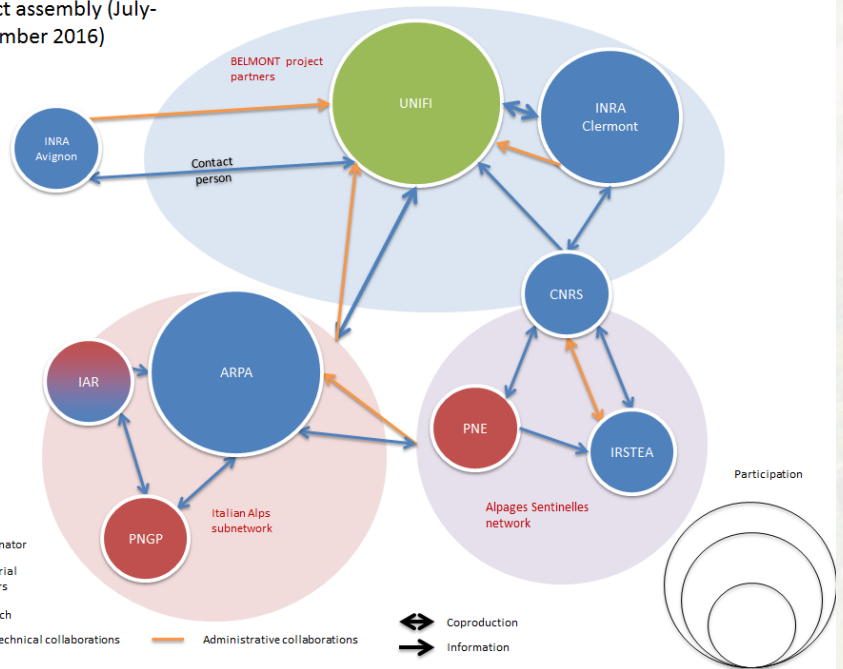 ct assembly (July-
mber 2016)
BELMONT project
partners
UNIFI
INRA
Clermont
INRA
Avignon
Contact
person
CNRS
IAR
ARPA
PNE
IRSTEA
Participation
Italian Alps
subnetwork
Alpages Sentinelles
network
PNGP
nator
rial
rs
ch
echnical collaborations
Administrative collaborations
Coproduction
Information